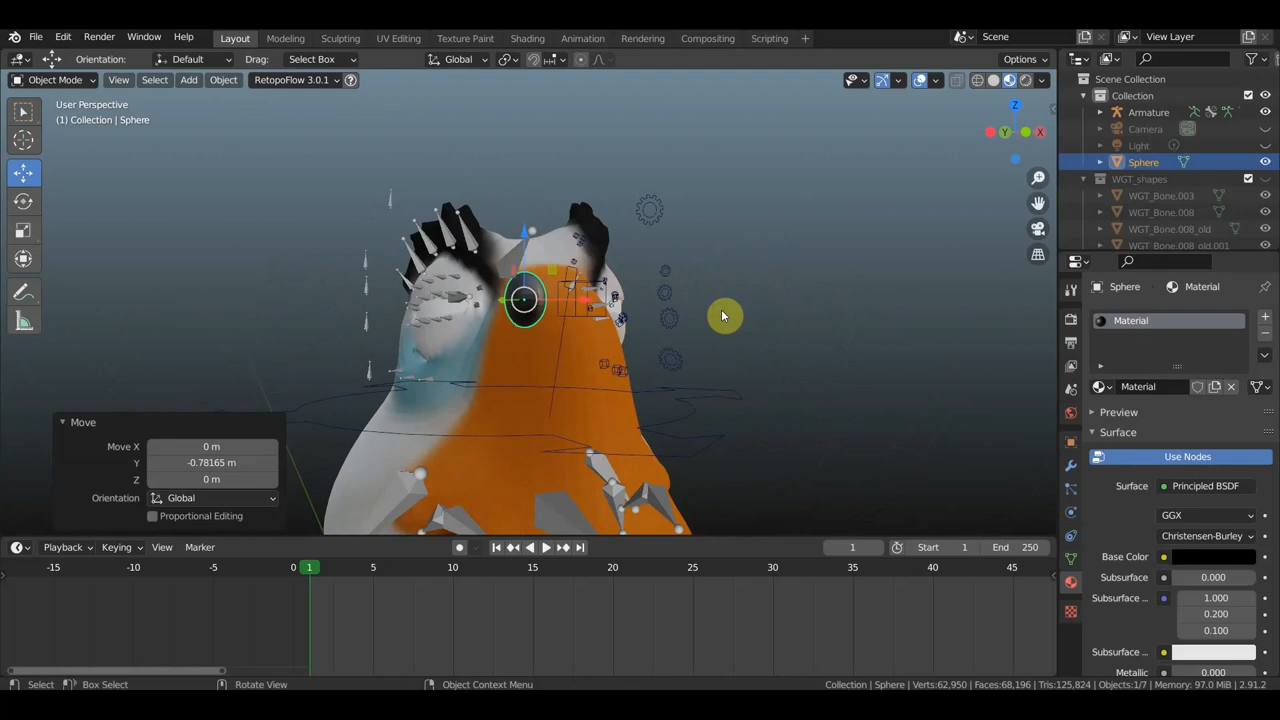 File Edit Render Window Help Layout Modeling Sculpting UV Editing Texture Paint Shading Animation Rendering Compositing Scripting + Scene View Layer
Orientation: Default Drag: Select Box Global Options
Object Mode View Select Add Object RetopoFlow 3.0.1
User Perspective
(1) Collection | Sphere
Z
Y X
Scene Collection
Collection
Armature
Camera
Light
Sphere
WGT_shapes
WGT_Bone.003
WGT_Bone.008
WGT_Bone.008_old
WGT_Bone.008_old.001
Sphere Material
Material
Material
Preview
Surface
Use Nodes
Surface Principled BSDF
GGX
Christensen-Burley
Base Color
Subsurface 0.000
Subsurface ... 1.000
0.200
0.100
Subsurface ...
Metallic 0.000
Move
Move X 0 m
Y -0.78165 m
Z 0 m
Orientation Global
Proportional Editing
Playback Keying View Marker 1 Start 1 End 250
-15 -10 -5 0 1 5 10 15 20 25 30 35 40 45
Select Box Select Rotate View Object Context Menu Collection | Sphere | Verts:62,950 | Faces:68,196 | Tris:125,824 | Objects:1/7 | Memory: 97.0 MiB | 2.91.2